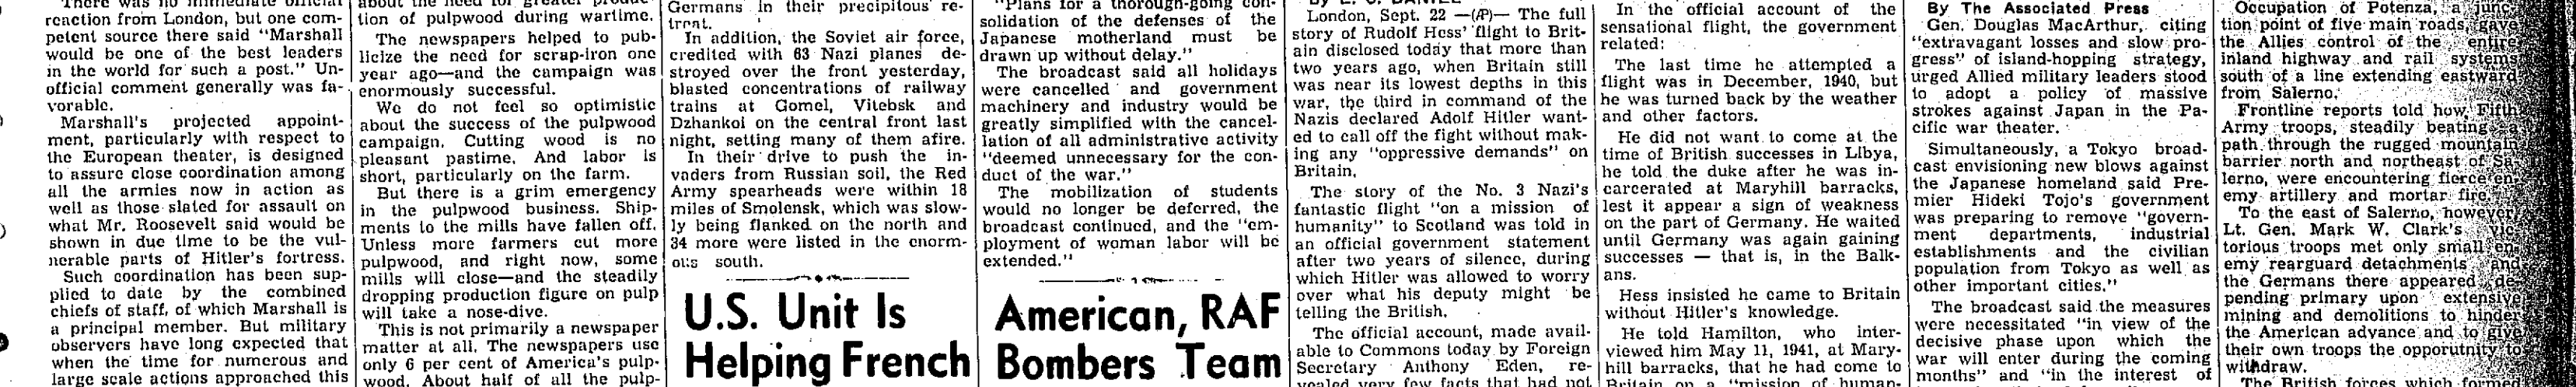 There was no immediate official
reaction from London, but one com-
petent source there said "Marshall
would be one of the best leaders
in the world for such a post." Un-
official comment generally was fa-
vorable.
Marshall's projected appoint-
ment, particularly with respect to
the European theater, is designed
to assure close coordination among
all the armies now in action as
well as those slated for assault on
what Mr. Roosevelt said would be
shown in due time to be the vul-
nerable parts of Hitler's fortress.
Such coordination has been sup-
plied to date by the combined
chiefs of staff, of which Marshall is
a principal member. But military
observers have long expected that
when the time for numerous and
large scale actions approached this
about the need for greater produc-
tion of pulpwood during wartime.
The newspapers helped to pub-
licize the need for scrap-iron one
year ago—and the campaign was
enormously successful.
We do not feel so optimistic
about the success of the pulpwood
campaign. Cutting wood is no
pleasant pastime. And labor is
short, particularly on the farm.
But there is a grim emergency
in the pulpwood business. Ship-
ments to the mills have fallen off.
Unless more farmers cut more
pulpwood, and right now, some
mills will close—and the steadily
dropping production figure on pulp
will take a nose-dive.
This is not primarily a newspaper
matter at all. The newspapers use
only 6 per cent of America's pulp-
wood. About half of all the pulp-
Germans in their precipitous re-
treat.
In addition, the Soviet air force,
credited with 63 Nazi planes de-
stroyed over the front yesterday,
blasted concentrations of railway
trains at Gomel, Vitebsk and
Dzhankoi on the central front last
night, setting many of them afire.
In their drive to push the in-
vaders from Russian soil, the Red
Army spearheads were within 18
miles of Smolensk, which was slow-
ly being flanked on the north and
34 more were listed in the enorm-
ous south.
U.S. Unit Is
Helping French
"Plans for a thorough-going con-
solidation of the defenses of the
Japanese motherland must be
drawn up without delay."
The broadcast said all holidays
were cancelled and government
machinery and industry would be
greatly simplified with the cancel-
lation of all administrative activity
"deemed unnecessary for the con-
duct of the war."
The mobilization of students
would no longer be deferred, the
broadcast continued, and the "em-
ployment of woman labor will be
extended."
American, RAF
Bombers Team
By E. C. DANIEL
London, Sept. 22 —(AP)— The full
story of Rudolf Hess' flight to Brit-
ain disclosed today that more than
two years ago, when Britain still
was near its lowest depths in this
war, the third in command of the
Nazis declared Adolf Hitler want-
ed to call off the fight without mak-
ing any "oppressive demands" on
Britain.
The story of the No. 3 Nazi's
fantastic flight "on a mission of
humanity" to Scotland was told in
an official government statement
after two years of silence, during
which Hitler was allowed to worry
over what his deputy might be
telling the British.
The official account, made avail-
able to Commons today by Foreign
Secretary Anthony Eden, re-
vealed very few facts that had not
In the official account of the
sensational flight, the government
related:
The last time he attempted a
flight was in December, 1940, but
he was turned back by the weather
and other factors.
He did not want to come at the
time of British successes in Libya,
he told the duke after he was in-
carcerated at Maryhill barracks,
lest it appear a sign of weakness
on the part of Germany. He waited
until Germany was again gaining
successes — that is, in the Balk-
ans.
Hess insisted he came to Britain
without Hitler's knowledge.
He told Hamilton, who inter-
viewed him May 11, 1941, at Mary-
hill barracks, that he had come to
Britain on a "mission of human-
By The Associated Press
Gen. Douglas MacArthur, citing
"extravagant losses and slow pro-
gress" of island-hopping strategy,
urged Allied military leaders stood
to adopt a policy of massive
strokes against Japan in the Pa-
cific war theater.
Simultaneously, a Tokyo broad-
cast envisioning new blows against
the Japanese homeland said Pre-
mier Hideki Tojo's government
was preparing to remove "govern-
ment departments, industrial
establishments and the civilian
population from Tokyo as well as
other important cities."
The broadcast said the measures
were necessitated "in view of the
decisive phase upon which the
war will enter during the coming
months" and "in the interest of
Occupation of Potenza, a junc-
tion point of five main roads, gave
the Allies control of the entire
inland highway and rail systems
south of a line extending eastward
from Salerno.
Frontline reports told how Fifth
Army troops, steadily beating a
path through the rugged mountain
barrier north and northeast of Sa-
lerno, were encountering fierce en-
emy artillery and mortar fire.
To the east of Salerno, however,
Lt. Gen. Mark W. Clark's vic-
torious troops met only small en-
emy rearguard detachments and
the Germans there appeared de-
pending primary upon extensive
mining and demolitions to hinder
the American advance and to give
their own troops the opporutnity to
withdraw.
The British forces which formed